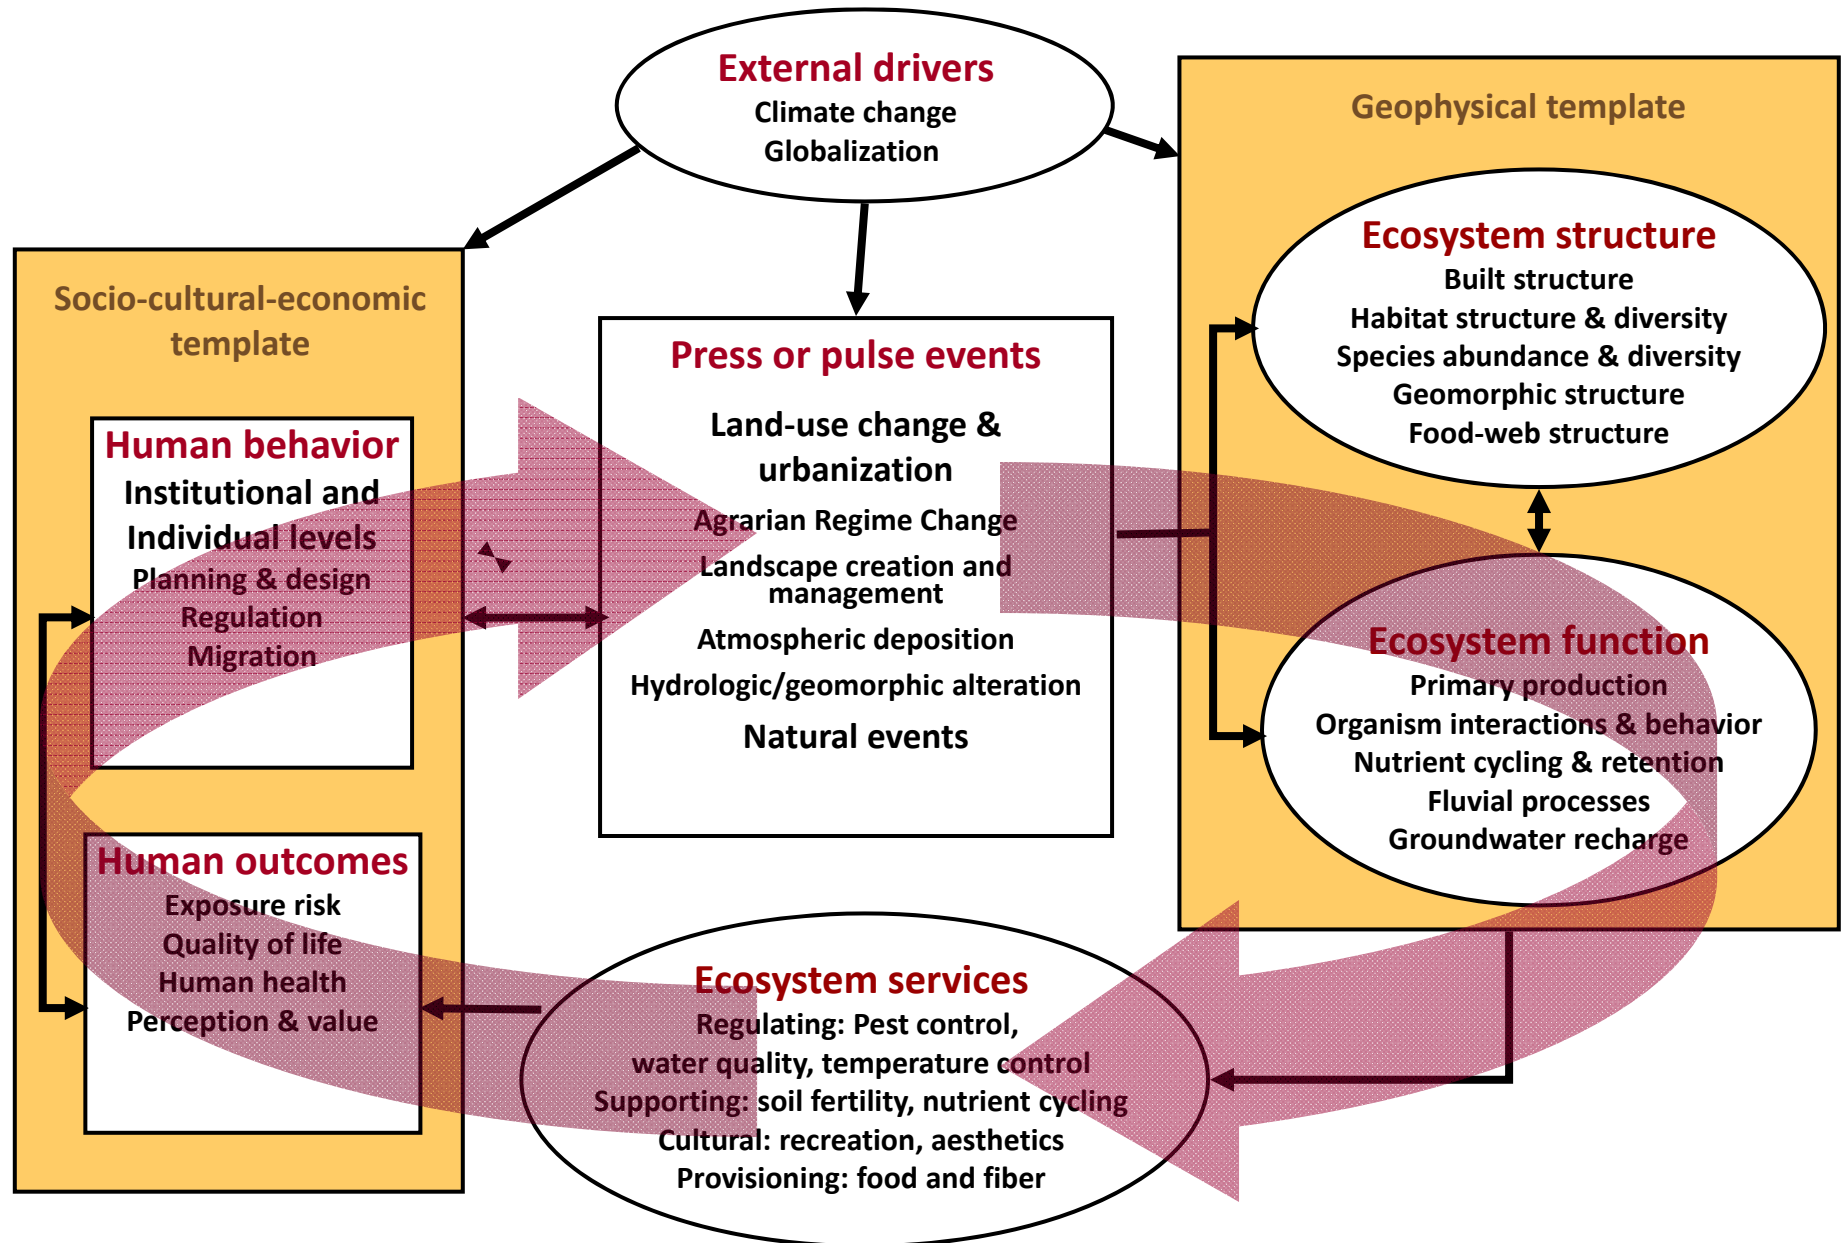 External drivers
Climate change
Globalization
Geophysical template
Ecosystem structure
Built structure
Habitat structure & diversity
Species abundance & diversity
Geomorphic structure
Food-web structure
Socio-cultural-economic
template
Press or pulse events
Land-use change &
urbanization
Agrarian Regime Change
Landscape creation and
management
Atmospheric deposition
Hydrologic/geomorphic alteration
Natural events
Human behavior
Institutional and
Individual levels
Planning & design
Regulation
Migration
Ecosystem function
Primary production
Organism interactions & behavior
Nutrient cycling & retention
Fluvial processes
Groundwater recharge
Human outcomes
Exposure risk
Quality of life
Human health
Perception & value
Ecosystem services
Regulating: Pest control,
water quality, temperature control
Supporting: soil fertility, nutrient cycling
Cultural: recreation, aesthetics
Provisioning: food and fiber